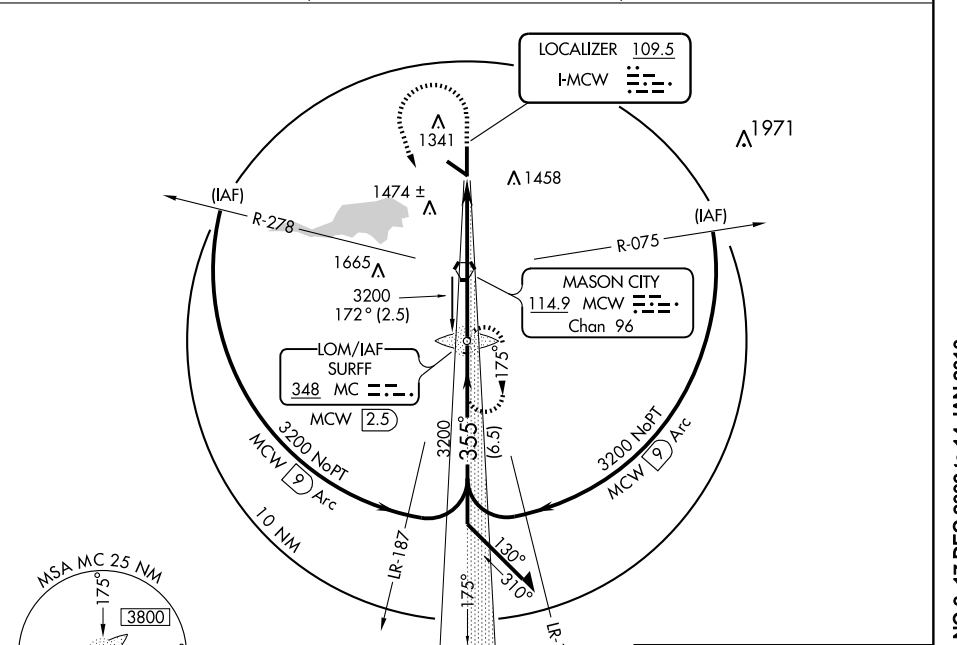 LOCALIZER 109.5
I-MCW
1971
1341
1458
1474 ±
(IAF)
R-278
(IAF)
R-075
1665
3200
172° (2.5)
MASON CITY
114.9 MCW
Chan 96
LOM/IAF
SURFF
348 MC
MCW 2.5
175°
3200
355°
(6.5)
3200 NoPT
MCW 9 Arc
3200 NoPT
MCW 9 Arc
10 NM
LR-187
130°
310°
175°
LR-
MSA MC 25 NM
175°
3800